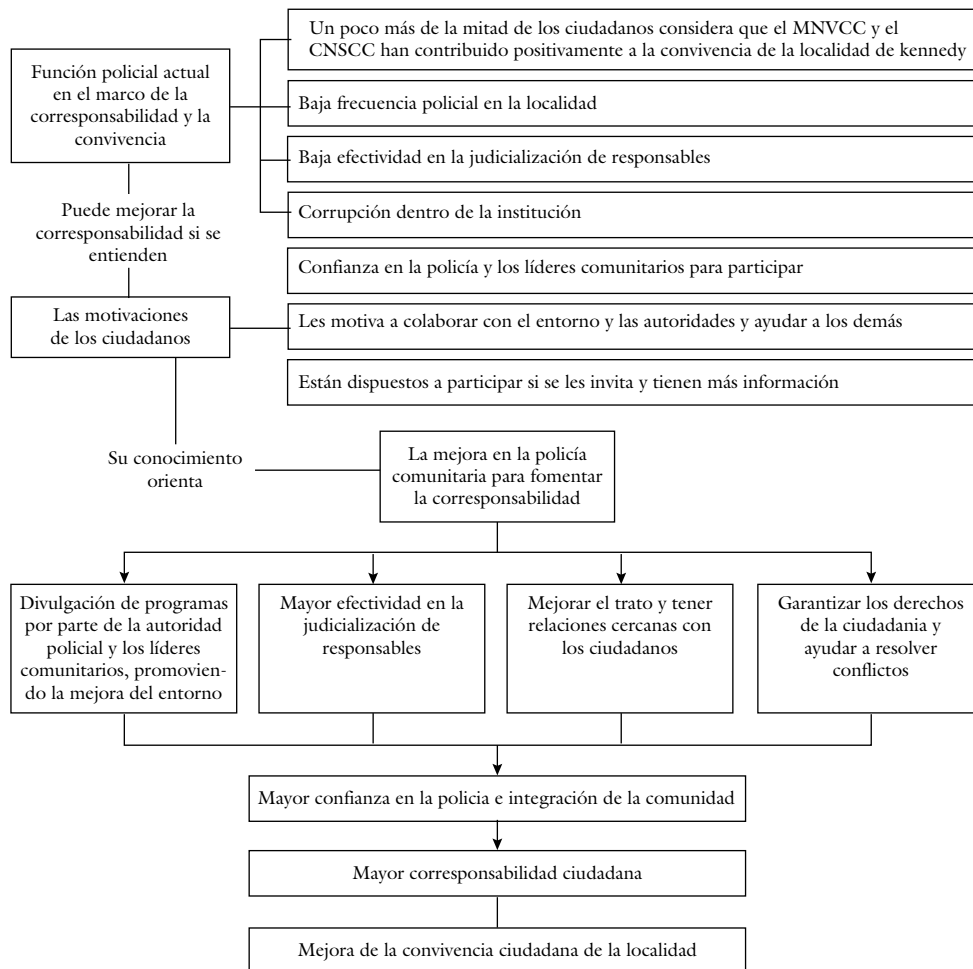 Un poco más de la mitad de los ciudadanos considera que el MNVCC y el
CNSCC han contribuido positivamente a la convivencia de la localidad de kennedy
Función policial actual
en el marco de la
corresponsabilidad y la
convivencia
Baja frecuencia policial en la localidad
Baja efectividad en la judicialización de responsables
Corrupción dentro de la institución
Puede mejorar la
corresponsabilidad si se
entienden
Confianza en la policía y los líderes comunitarios para participar
Las motivaciones
de los ciudadanos
Les motiva a colaborar con el entorno y las autoridades y ayudar a los demás
Están dispuestos a participar si se les invita y tienen más información
Su conocimiento
orienta
La mejora en la policía
comunitaria para fomentar
la corresponsabilidad
Divulgación de programas
por parte de la autoridad
policial y los líderes
comunitarios, promovien-
do la mejora del entorno
Mayor efectividad en la
judicialización de
responsables
Mejorar el trato y tener
relaciones cercanas con
los ciudadanos
Garantizar los derechos
de la ciudadania y
ayudar a resolver
conflictos
Mayor confianza en la policia e integración de la comunidad
Mayor corresponsabilidad ciudadana
Mejora de la convivencia ciudadana de la localidad